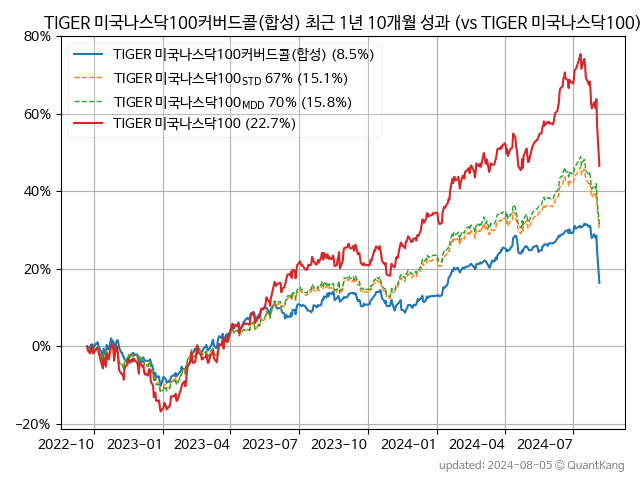 TIGER 미국나스닥100커버드콜(합성) 최근 1년 10개월 성과 (vs TIGER 미국나스닥100)
80%
60%
40%
20%
0%
−20%
TIGER 미국나스닥100커버드콜(합성) (8.5%)
TIGER 미국나스닥100STD 67% (15.1%)
TIGER 미국나스닥100MDD 70% (15.8%)
TIGER 미국나스닥100 (22.7%)
2022-10 2023-01 2023-04 2023-07 2023-10 2024-01 2024-04 2024-07
updated: 2024-08-05 © QuantKang